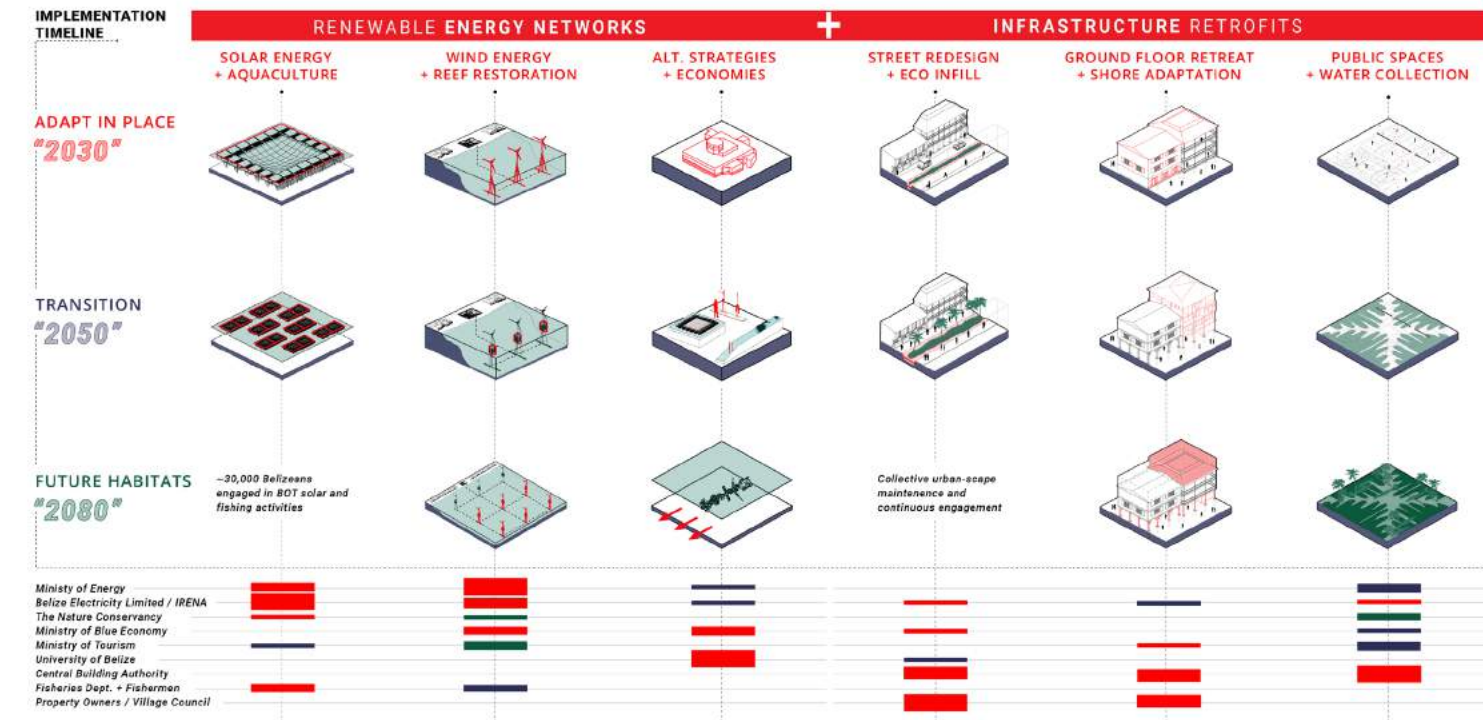 IMPLEMENTATION
TIMELINE
RENEWABLE ENERGY NETWORKS
+
INFRASTRUCTURE RETROFITS
SOLAR ENERGY
+ AQUACULTURE
WIND ENERGY
+ REEF RESTORATION
ALT. STRATEGIES
+ ECONOMIES
STREET REDESIGN
+ ECO INFILL
GROUND FLOOR RETREAT
+ SHORE ADAPTATION
PUBLIC SPACES
+ WATER COLLECTION
ADAPT IN PLACE
"2030"
TRANSITION
"2050"
FUTURE HABITATS
"2080"
~30,000 Belizeans
engaged in BOT solar and
fishing activities
Collective urban-scape
maintenence and
continuous engagement
Ministy of Energy
Belize Electricity Limited / IRENA
The Nature Conservancy
Ministry of Blue Economy
Ministry of Tourism
University of Belize
Central Building Authority
Fisheries Dept. + Fishermen
Property Owners / Village Council